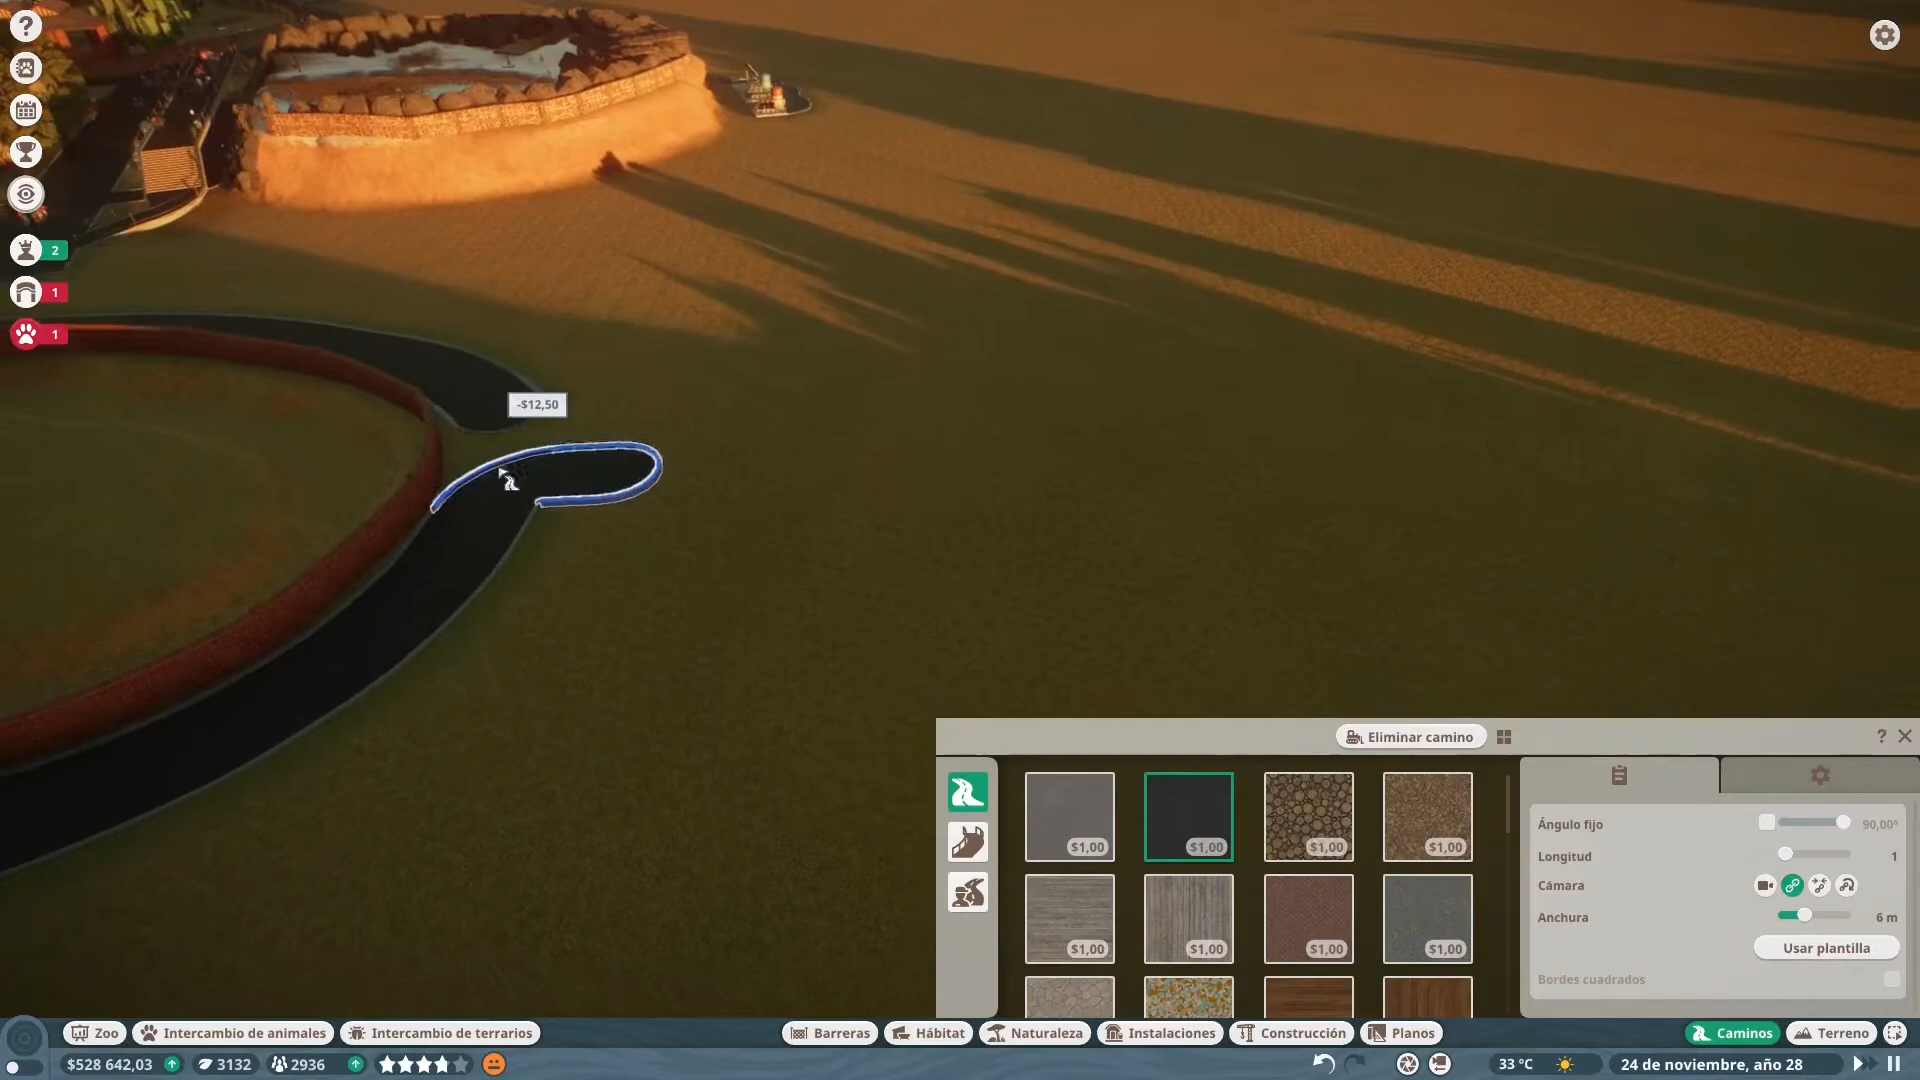 ?
2
1
1
-$12,50
Eliminar camino
?
$1,00
$1,00
$1,00
$1,00
$1,00
$1,00
$1,00
$1,00
Ángulo fijo
90,00°
Longitud
1
Cámara
Anchura
6 m
Usar plantilla
Bordes cuadrados
Zoo
Intercambio de animales
Intercambio de terrarios
Barreras
Hábitat
Naturaleza
Instalaciones
Construcción
Planos
Caminos
Terreno
$528 642,03
3132
2936
33 °C
24 de noviembre, año 28